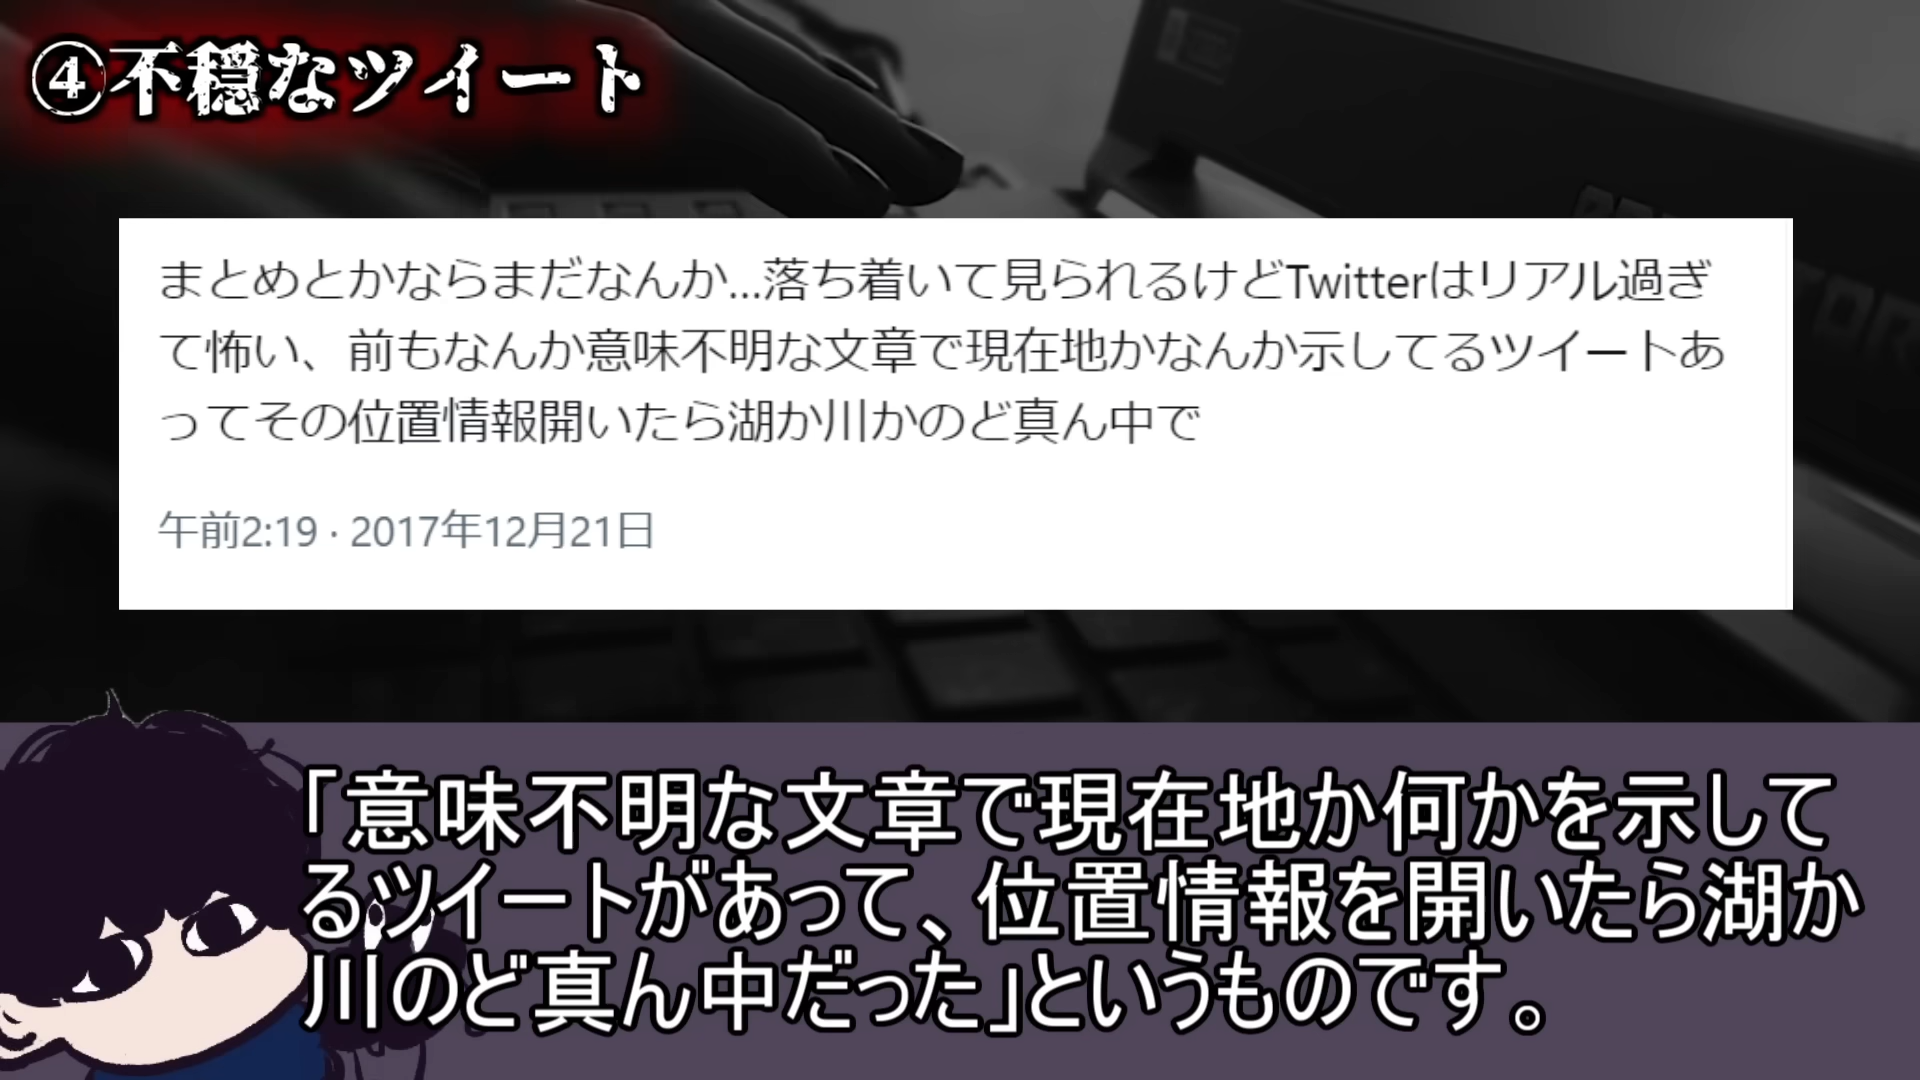 ④不穏なツイート
まとめとかならまだなんか...落ち着いて見られるけどTwitterはリアル過ぎ
て怖い、前もなんか意味不明な文章で現在地かなんか示してるツイートあ
ってその位置情報開いたら湖か川かのど真ん中で
午前2:19 · 2017年12月21日
「意味不明な文章で現在地か何かを示して
るツイートがあって、位置情報を開いたら湖か
川のど真ん中だった」というものです。